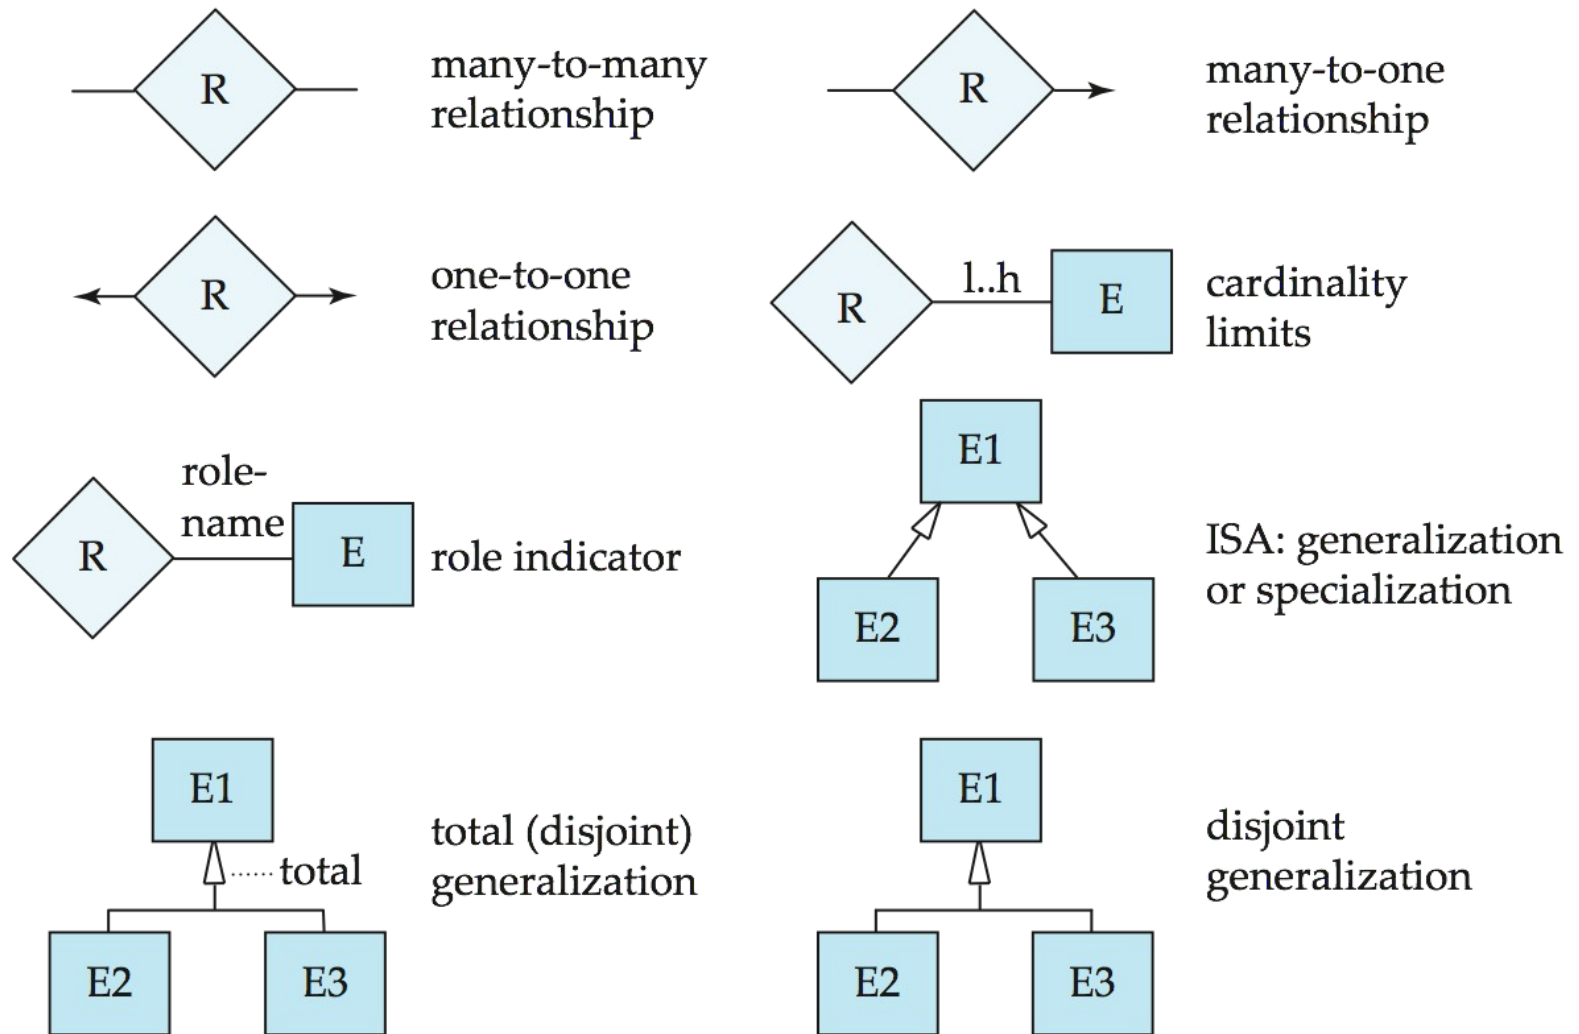 R
many-to-many
relationship
R
many-to-one
relationship
R
one-to-one
relationship
R
l..h
E
cardinality
limits
R
role-
name
E
role indicator
E1
E2
E3
ISA: generalization
or specialization
E1
total
E2
E3
total (disjoint)
generalization
E1
E2
E3
disjoint
generalization